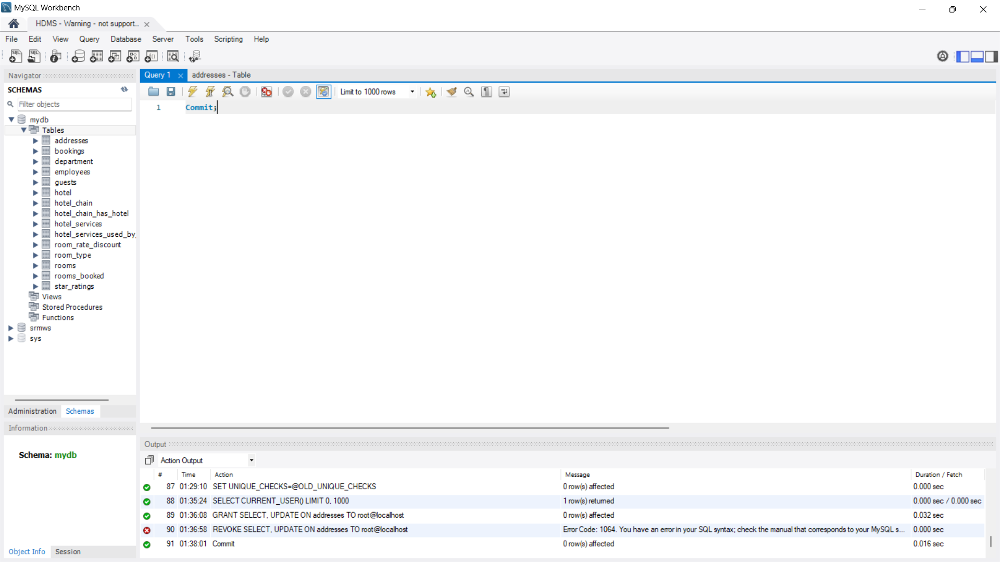 MySQL Workbench
HDMS - Warning - not support...
File Edit View Query Database Server Tools Scripting Help
Navigator
SCHEMAS
Filter objects
mydb
Tables
addresses
bookings
department
employees
guests
hotel
hotel_chain
hotel_chain_has_hotel
hotel_services
hotel_services_used_by_
room_rate_discount
room_type
rooms
rooms_booked
star_ratings
Views
Stored Procedures
Functions
srmws
sys
Administration Schemas
Information
Schema: mydb
Object Info Session
Query 1 addresses - Table
Limit to 1000 rows
1 Commit;
Output
Action Output
# Time Action Message Duration / Fetch
87 01:29:10 SET UNIQUE_CHECKS=@OLD_UNIQUE_CHECKS 0 row(s) affected 0.000 sec
88 01:35:24 SELECT CURRENT_USER() LIMIT 0, 1000 1 row(s) returned 0.000 sec / 0.000 sec
89 01:36:08 GRANT SELECT, UPDATE ON addresses TO root@localhost 0 row(s) affected 0.032 sec
90 01:36:58 REVOKE SELECT, UPDATE ON addresses TO root@localhost Error Code: 1064. You have an error in your SQL syntax; check the manual that corresponds to your MySQL s... 0.000 sec
91 01:38:01 Commit 0 row(s) affected 0.016 sec